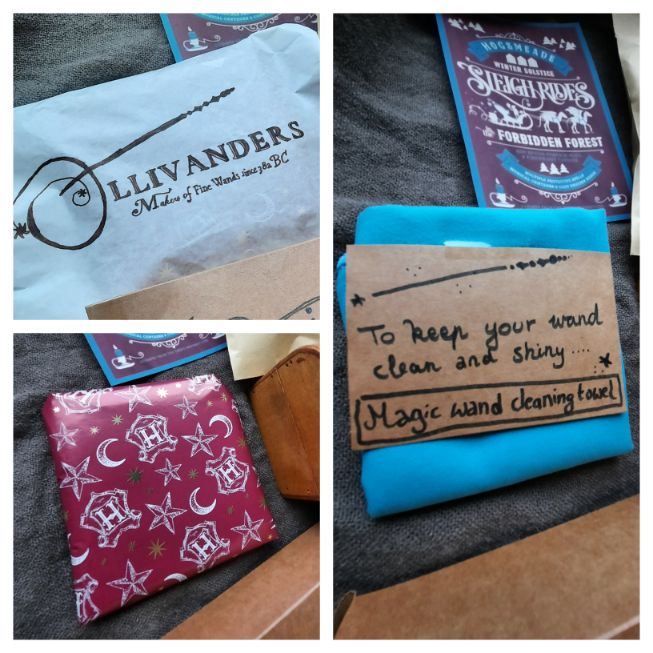 OLLIVANDERS
Makers of Fine Wands since 382 BC
HOGSMEADE
WINTER SOLSTICE
SLEIGH RIDES
FORBIDDEN FOREST
To keep your wand
clean and shiny....
Magic wand cleaning towel
H
H
H
H